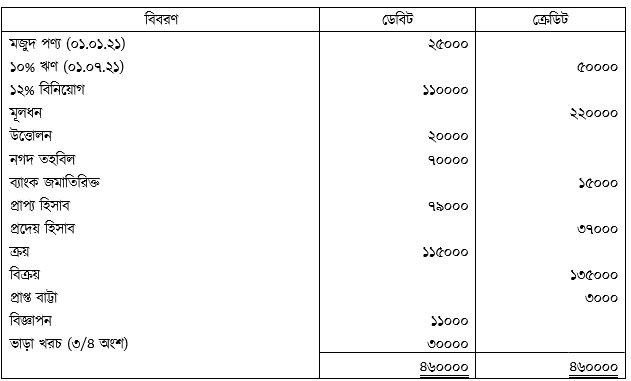 বিবরণ ডেবিট ক্রেডিট
মজুদ পণ্য (০১.০১.২১) ২৫০০০
১০% ঋণ (০১.০৭.২১) ৫০০০০
১২% বিনিয়োগ ১১০০০০
মূলধন ২২০০০০
উত্তোলন ২০০০০
নগদ তহবিল ৭০০০০
ব্যাংক জমাতিরিক্ত ১৫০০০
প্রাপ্য হিসাব ৭৯০০০
প্রদেয় হিসাব ৩৭০০০
ক্রয় ১১৫০০০
বিক্রয় ১৩৫০০০
প্রাপ্ত বাট্টা ৩০০০
বিজ্ঞাপন ১১০০০
ভাড়া খরচ (৩/৪ অংশ) ৩০০০০
৪৬০০০০ ৪৬০০০০